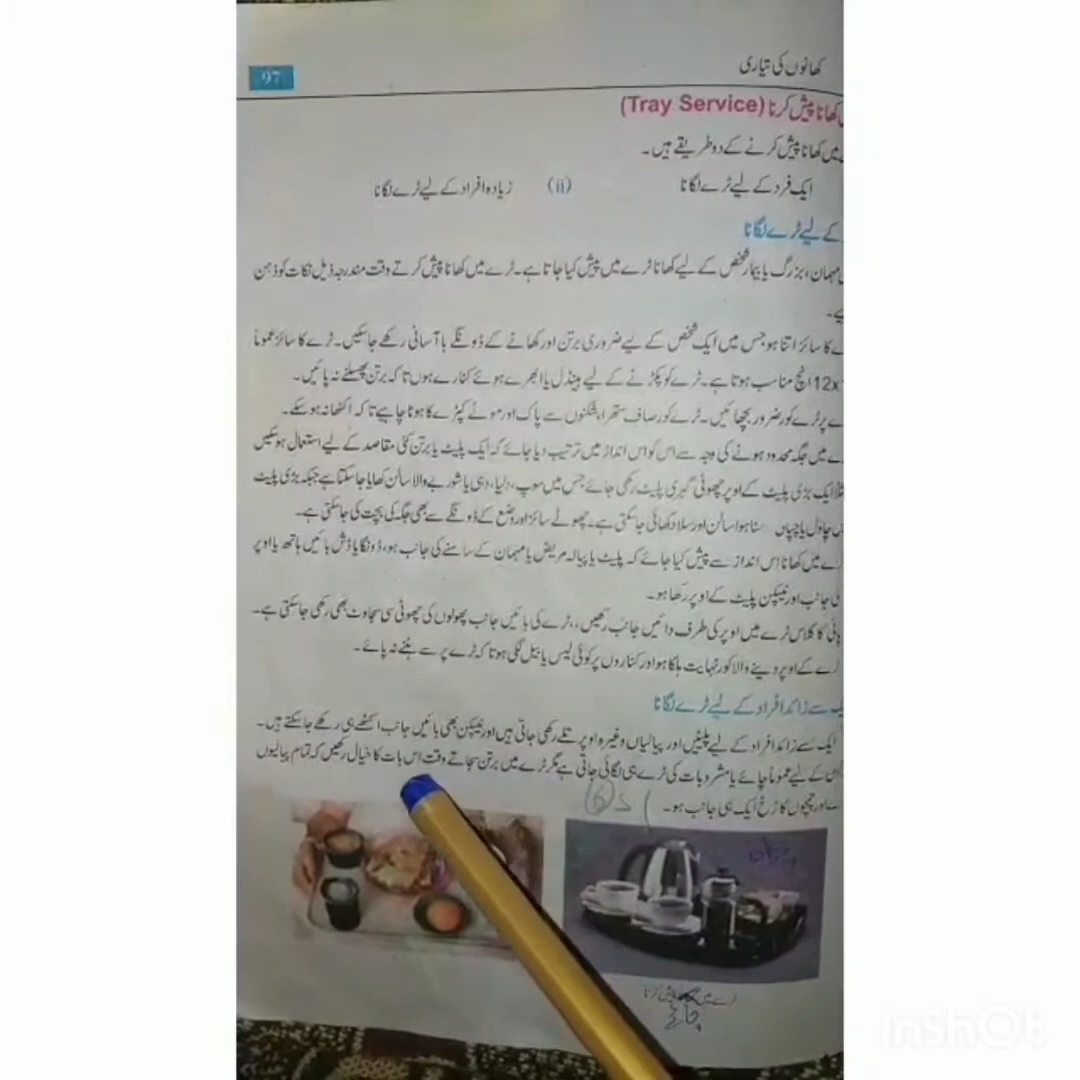 کھانوں کی تیاری
97
کھانا پیش کرنا (Tray Service)
میں کھانا پیش کرنے کے دو طریقے ہیں۔
ایک فرد کے لیے ٹرے لگانا (ii) زیادہ افراد کے لیے ٹرے لگانا
کے لیے ٹرے لگانا
مہمان، بزرگ یا بیمار شخص کے لیے کھانا ٹرے میں پیش کیا جاتا ہے۔ ٹرے میں کھانا پیش کرتے وقت مندرجہ ذیل نکات کو ذہن
کا سائز اتنا ہو جس میں ایک شخص کے لیے ضروری برتن اور کھانے کے ڈونگے با آسانی رکھے جا سکیں۔ ٹرے کا سائز عموماً
12x انچ مناسب ہوتا ہے۔ ٹرے کو پکڑنے کے لیے ہینڈل یا ابھرے ہوئے کنارے ہوں تا کہ برتن پھسلنے نہ پائیں۔
پر ٹرے کور ضرور بچھائیں۔ ٹرے کور صاف ستھرا، شکنوں سے پاک اور موٹے کپڑے کا ہونا چاہیے تا کہ اکٹھا نہ ہو سکے۔
میں جگہ محدود ہونے کی وجہ سے اس کو اس انداز میں ترتیب دیا جائے کہ ایک پلیٹ یا برتن کئی مقاصد کے لیے استعمال ہو سکیں
ایک بڑی پلیٹ کے اوپر چھوٹی گہری پلیٹ رکھی جائے جس میں سوپ، دلیا، دہی یا شوربے والا سالن کھایا جا سکتا ہے جبکہ بڑی پلیٹ
چاول یا چپاتی سنا ہوا سالن اور سلاد کھائی جا سکتی ہے۔ چھوٹے سائز اور وضع کے ڈونگے سے بھی جگہ کی بچت کی جا سکتی ہے۔
میں کھانا اس انداز سے پیش کیا جائے کہ پلیٹ یا پیالہ مریض یا مہمان کے سامنے کی جانب ہو، ڈونگا یا ڈش بائیں ہاتھ یا اوپر
کی جانب اور نیپکن پلیٹ کے اوپر رکھا ہو۔
پانی کا گلاس ٹرے میں اوپر کی طرف دائیں جانب رکھیں،، ٹرے کی بائیں جانب پھولوں کی چھوٹی سی سجاوٹ بھی رکھی جا سکتی ہے۔
ٹرے کے اوپر دینے والا کور نہایت ہلکا ہو اور کناروں پر کوئی لیس یا بیل لگی ہو تا کہ ٹرے پر سے ہٹنے نہ پائے۔
سے زائد افراد کے لیے ٹرے لگانا
ایک سے زائد افراد کے لیے پلیٹیں اور پیالیاں وغیرہ اوپر تلے رکھی جاتی ہیں اور نیپکن بھی بائیں جانب اکٹھے ہی رکھے جا سکتے ہیں۔
ان کے لیے عموماً چائے یا مشروبات کی ٹرے ہی لگائی جاتی ہے مگر ٹرے میں برتن سجاتے وقت اس بات کا خیال رکھیں کہ تمام پیالیوں
اور چمچوں کا رخ ایک ہی جانب ہو۔
ٹرے میں پیش کرنا
چائے
InShOt